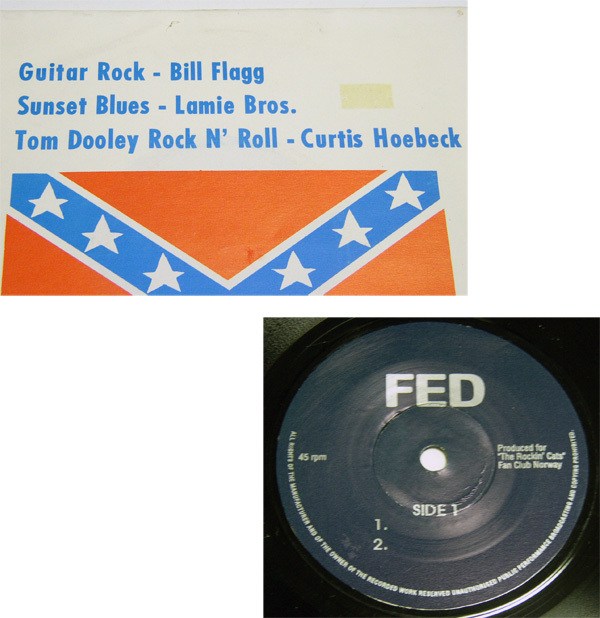 Guitar Rock - Bill Flagg
Sunset Blues - Lamie Bros.
Tom Dooley Rock N' Roll - Curtis Hoebeck
FED
45 rpm
Produced for
"The Rockin' Cats"
Fan Club Norway
SIDE 1
1.
2.
ALL RIGHTS OF THE MANUFACTURER AND OF THE OWNER OF THE RECORDED WORK RESERVED UNAUTHORISED PUBLIC PERFORMANCE BROADCASTING AND COPYING PROHIBITED.